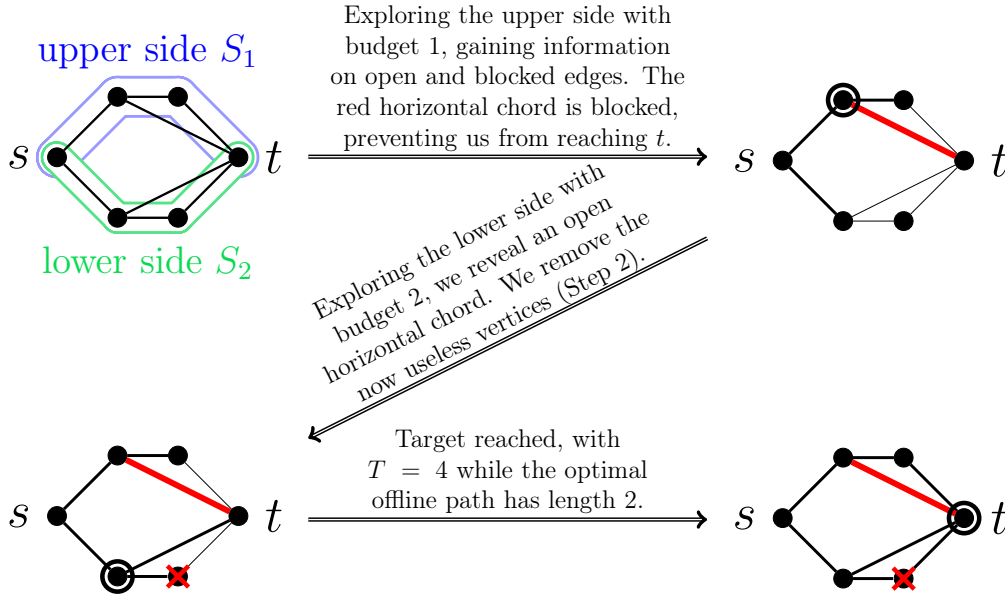 upper side S₁
s
t
lower side S₂
Exploring the upper side with
budget 1, gaining information
on open and blocked edges. The
red horizontal chord is blocked,
preventing us from reaching t.
s
t
Exploring the lower side with
budget 2, we reveal an open
horizontal chord. We remove the
now useless vertices (Step 2).
s
t
Target reached, with
T = 4 while the optimal
offline path has length 2.
s
t